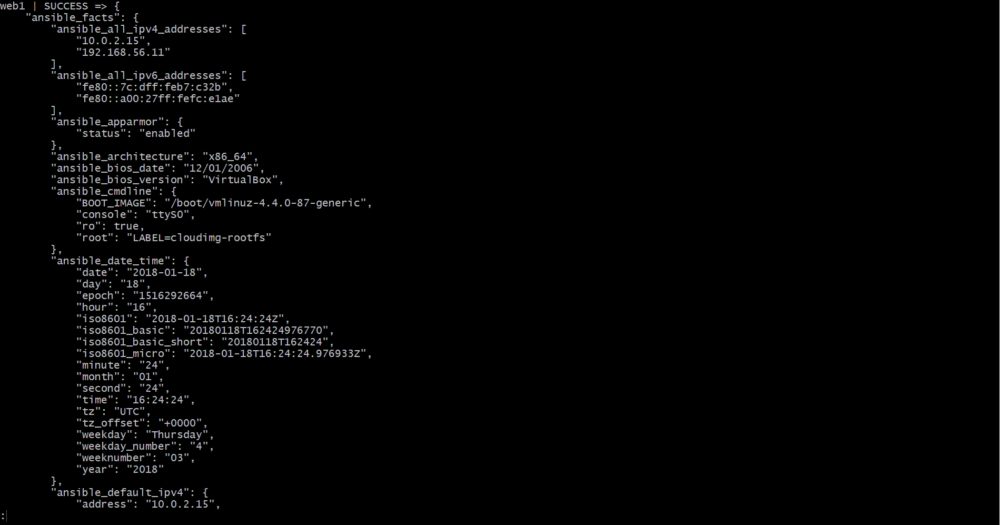 web1 | SUCCESS => {
    "ansible_facts": {
        "ansible_all_ipv4_addresses": [
            "10.0.2.15",
            "192.168.56.11"
        ],
        "ansible_all_ipv6_addresses": [
            "fe80::7c:dff:feb7:c32b",
            "fe80::a00:27ff:fefc:e1ae"
        ],
        "ansible_apparmor": {
            "status": "enabled"
        },
        "ansible_architecture": "x86_64",
        "ansible_bios_date": "12/01/2006",
        "ansible_bios_version": "VirtualBox",
        "ansible_cmdline": {
            "BOOT_IMAGE": "/boot/vmlinuz-4.4.0-87-generic",
            "console": "ttyS0",
            "ro": true,
            "root": "LABEL=cloudimg-rootfs"
        },
        "ansible_date_time": {
            "date": "2018-01-18",
            "day": "18",
            "epoch": "1516292664",
            "hour": "16",
            "iso8601": "2018-01-18T16:24:24Z",
            "iso8601_basic": "20180118T162424976770",
            "iso8601_basic_short": "20180118T162424",
            "iso8601_micro": "2018-01-18T16:24:24.976933Z",
            "minute": "24",
            "month": "01",
            "second": "24",
            "time": "16:24:24",
            "tz": "UTC",
            "tz_offset": "+0000",
            "weekday": "Thursday",
            "weekday_number": "4",
            "weeknumber": "03",
            "year": "2018"
        },
        "ansible_default_ipv4": {
            "address": "10.0.2.15",
: